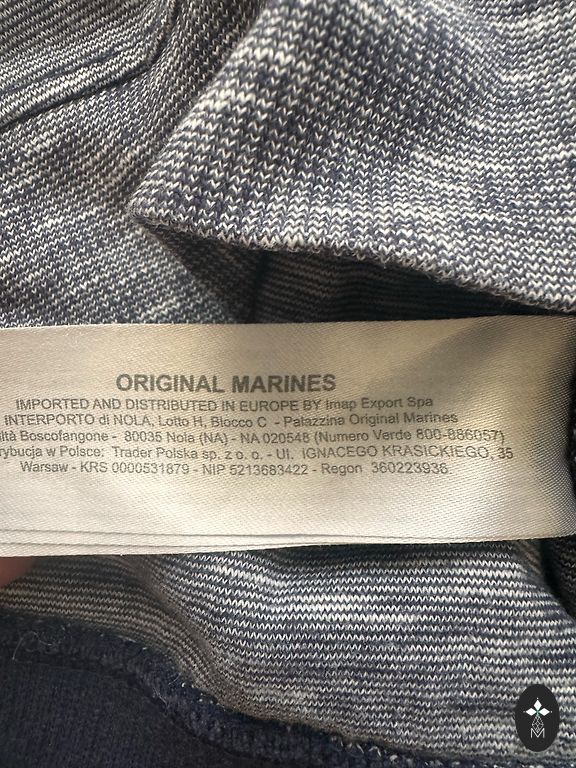 ORIGINAL MARINES
IMPORTED AND DISTRIBUTED IN EUROPE BY Imap Export Spa
INTERPORTO di NOLA, Lotto H, Blocco C - Palazzina Original Marines
Boscofangone - 80035 Nola (NA) - NA 020548 (Numero Verde 800-886057)
w Polsce: Trader Polska sp. z o. o. - Ul. IGNACEGO KRASICKIEGO, 35
Warsaw - KRS 0000531879 - NIP 5213683422 - Regon 360223936
M